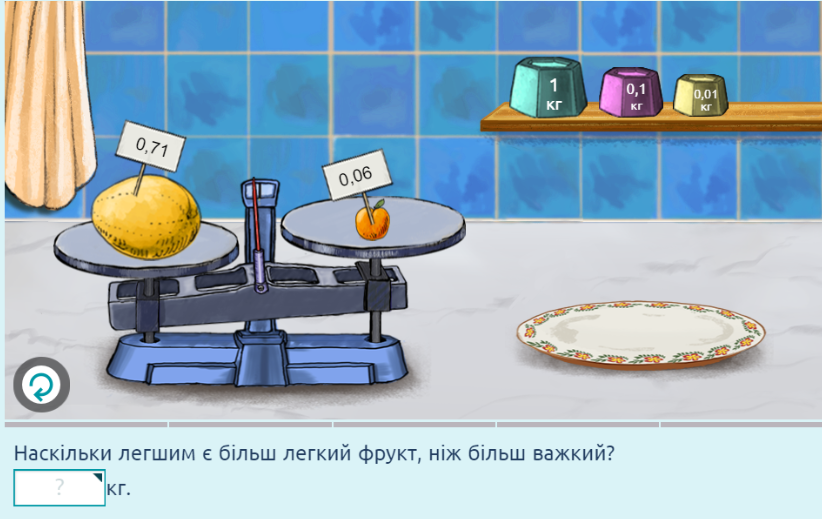 1
кг
0,1
кг
0,01
кг
0,71
0,06
Наскільки легшим є більш легкий фрукт, ніж більш важкий?
? кг.